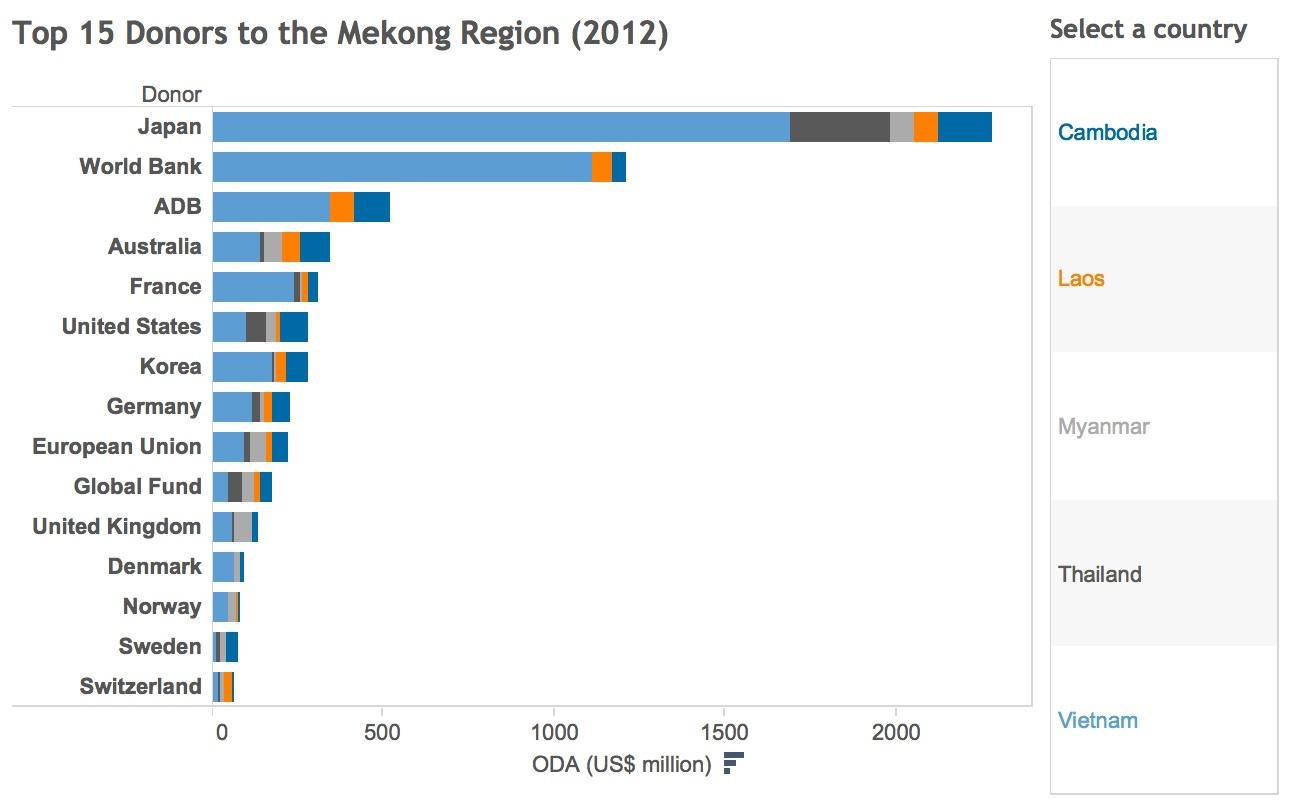 Top 15 Donors to the Mekong Region (2012)
Select a country
Donor
Japan
World Bank
ADB
Australia
France
United States
Korea
Germany
European Union
Global Fund
United Kingdom
Denmark
Norway
Sweden
Switzerland
0 500 1000 1500 2000
ODA (US$ million)
Cambodia
Laos
Myanmar
Thailand
Vietnam